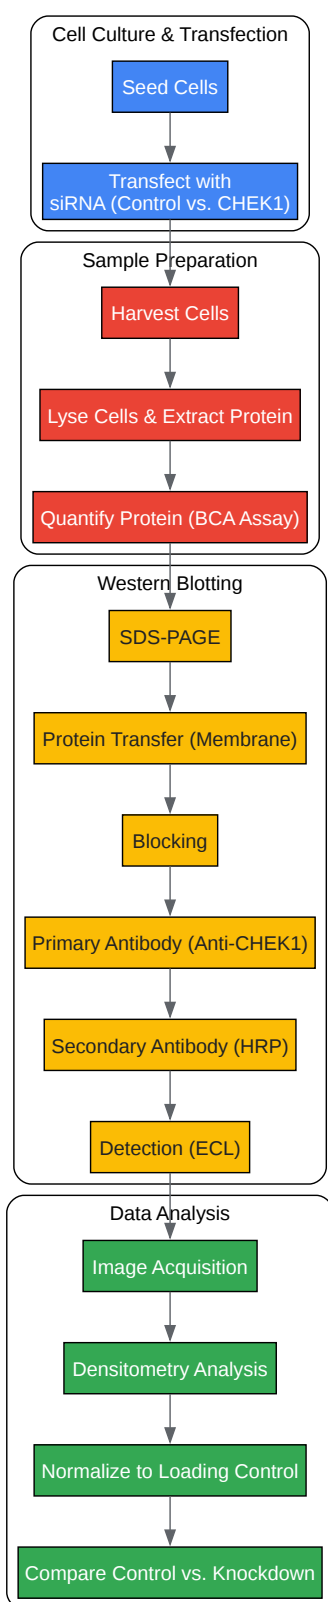 Cell Culture & Transfection
Seed Cells
Transfect with
siRNA (Control vs. CHEK1)
Sample Preparation
Harvest Cells
Lyse Cells & Extract Protein
Quantify Protein (BCA Assay)
Western Blotting
SDS-PAGE
Protein Transfer (Membrane)
Blocking
Primary Antibody (Anti-CHEK1)
Secondary Antibody (HRP)
Detection (ECL)
Data Analysis
Image Acquisition
Densitometry Analysis
Normalize to Loading Control
Compare Control vs. Knockdown